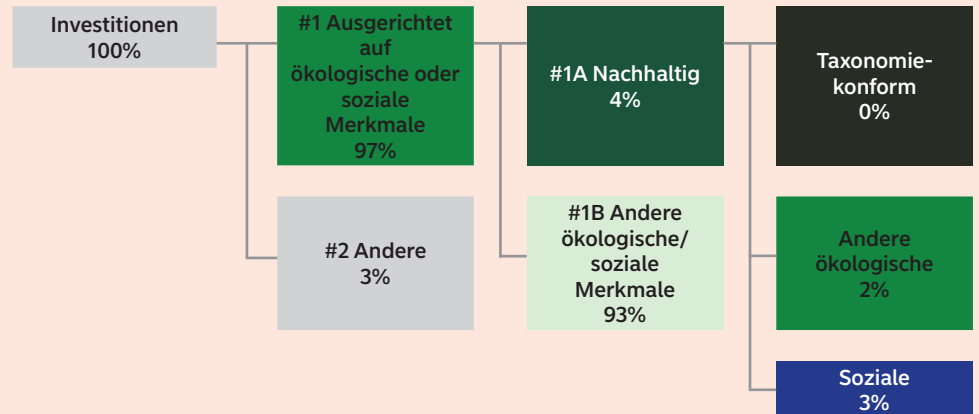 Investitionen
100%
#1 Ausgerichtet
auf
ökologische oder
soziale
Merkmale
97%
#1A Nachhaltig
4%
Taxonomie-
konform
0%
#2 Andere
3%
#1B Andere
ökologische/
soziale
Merkmale
93%
Andere
ökologische
2%
Soziale
3%